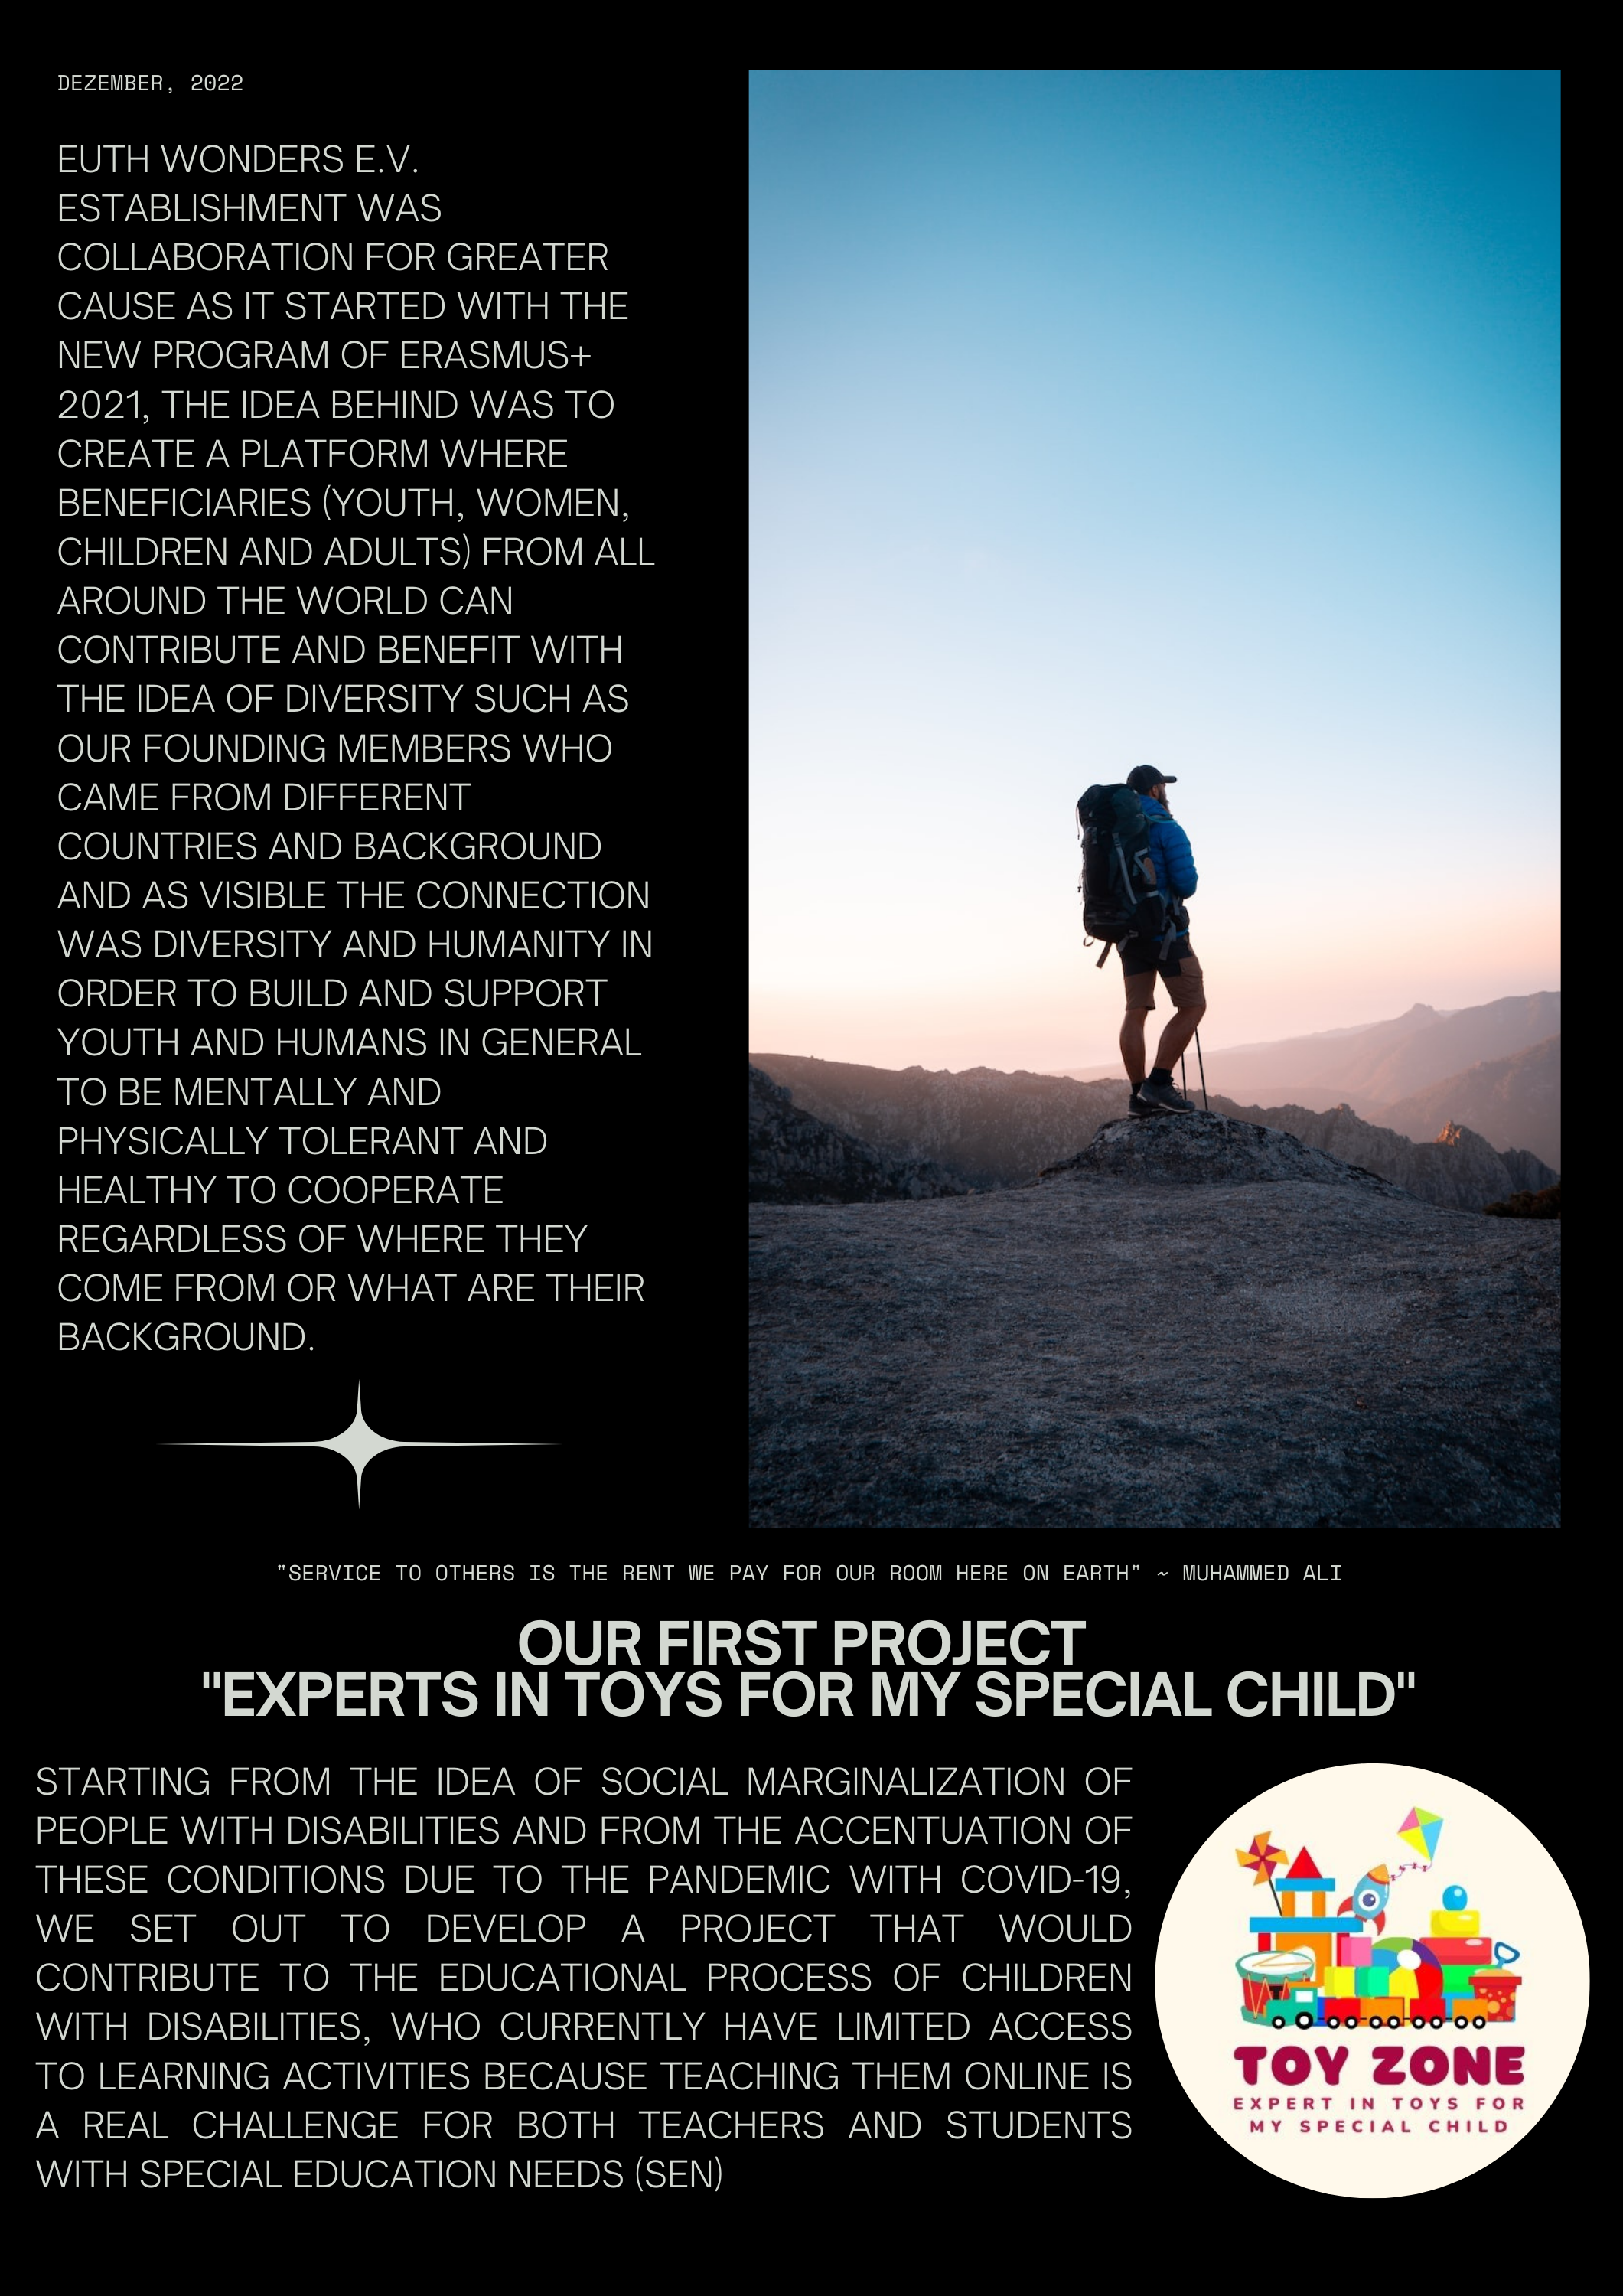 DEZEMBER, 2022
EUTH WONDERS E.V.
ESTABLISHMENT WAS
COLLABORATION FOR GREATER
CAUSE AS IT STARTED WITH THE
NEW PROGRAM OF ERASMUS+
2021, THE IDEA BEHIND WAS TO
CREATE A PLATFORM WHERE
BENEFICIARIES (YOUTH, WOMEN,
CHILDREN AND ADULTS) FROM ALL
AROUND THE WORLD CAN
CONTRIBUTE AND BENEFIT WITH
THE IDEA OF DIVERSITY SUCH AS
OUR FOUNDING MEMBERS WHO
CAME FROM DIFFERENT
COUNTRIES AND BACKGROUND
AND AS VISIBLE THE CONNECTION
WAS DIVERSITY AND HUMANITY IN
ORDER TO BUILD AND SUPPORT
YOUTH AND HUMANS IN GENERAL
TO BE MENTALLY AND
PHYSICALLY TOLERANT AND
HEALTHY TO COOPERATE
REGARDLESS OF WHERE THEY
COME FROM OR WHAT ARE THEIR
BACKGROUND.
"SERVICE TO OTHERS IS THE RENT WE PAY FOR OUR ROOM HERE ON EARTH" ~ MUHAMMED ALI
OUR FIRST PROJECT
"EXPERTS IN TOYS FOR MY SPECIAL CHILD"
STARTING FROM THE IDEA OF SOCIAL MARGINALIZATION OF
PEOPLE WITH DISABILITIES AND FROM THE ACCENTUATION OF
THESE CONDITIONS DUE TO THE PANDEMIC WITH COVID-19,
WE SET OUT TO DEVELOP A PROJECT THAT WOULD
CONTRIBUTE TO THE EDUCATIONAL PROCESS OF CHILDREN
WITH DISABILITIES, WHO CURRENTLY HAVE LIMITED ACCESS
TO LEARNING ACTIVITIES BECAUSE TEACHING THEM ONLINE IS
A REAL CHALLENGE FOR BOTH TEACHERS AND STUDENTS
WITH SPECIAL EDUCATION NEEDS (SEN)
TOY ZONE
EXPERT IN TOYS FOR
MY SPECIAL CHILD